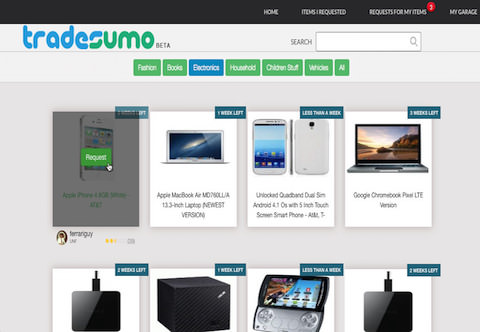 HOME ITEMS I REQUESTED REQUESTS FOR MY ITEMS 2 MY GARAGE
tradesumo BETA
SEARCH
Fashion Books Electronics Household Children Stuff Vehicles All
WEEKS LEFT 1 WEEK LEFT LESS THAN A WEEK 3 WEEKS LEFT
Request
Apple iPhone 4 8GB (White) -
AT&T
Apple MacBook Air MD760LL/A
13.3-Inch Laptop (NEWEST
VERSION)
Unlocked Quadband Dual Sim
Android 4.1 Os with 5 Inch Touch
Screen Smart Phone - At&t, T-
Google Chromebook Pixel LTE
Version
ferrariguy
UNF
2 WEEKS LEFT 1 WEEK LEFT LESS THAN A WEEK 2 WEEKS LEFT